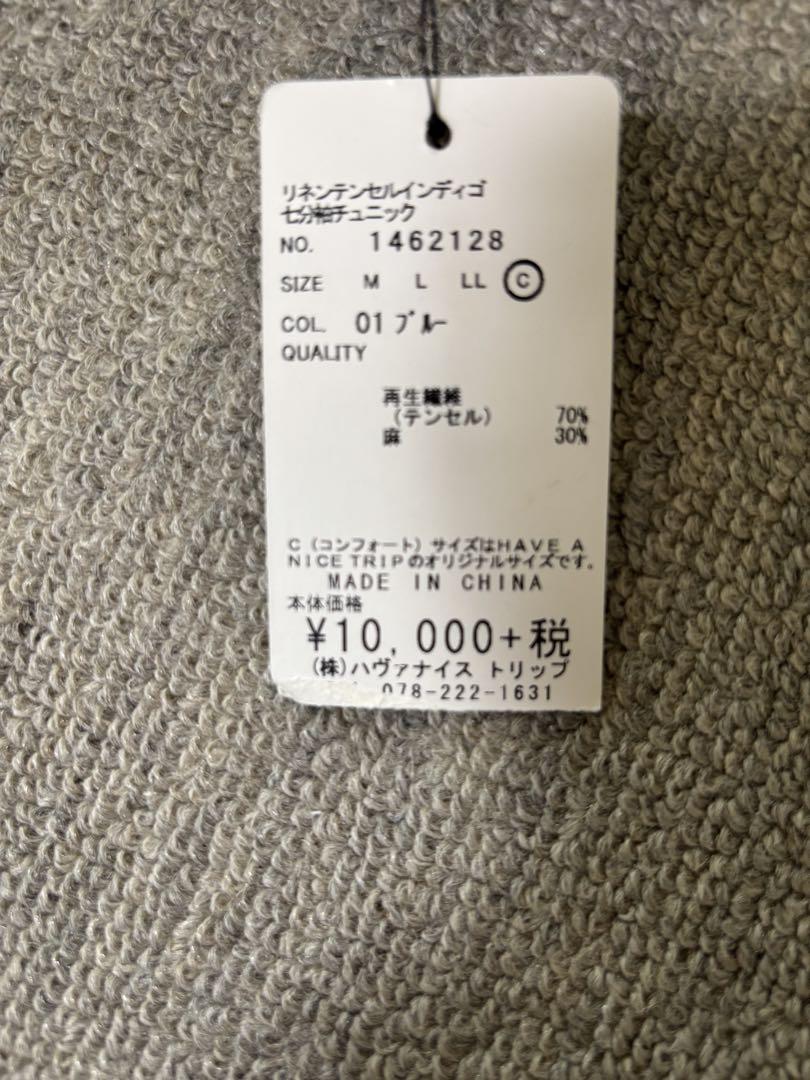 リネンテンセルインディゴ
七分袖チュニック
NO. 1462128
SIZE M L LL C
COL. 01 ブルー
QUALITY
再生繊維
(テンセル) 70%
麻 30%
C(コンフォート)サイズはHAVE A
NICE TRIPのオリジナルサイズです。
MADE IN CHINA
本体価格
¥10,000+税
(株)ハヴァナイス トリップ
078-222-1631